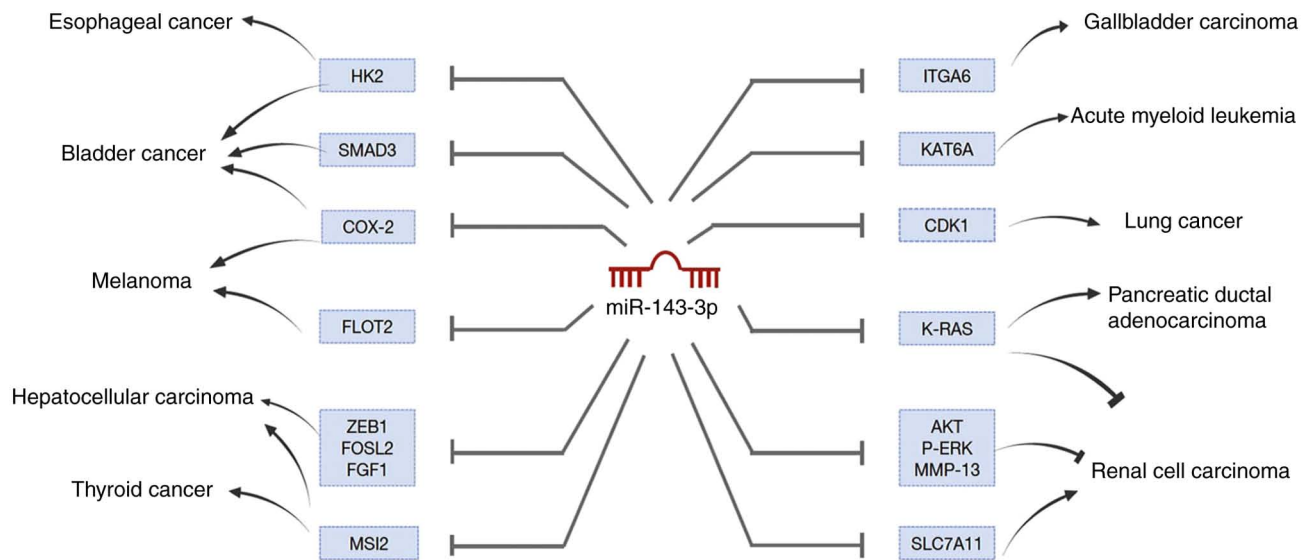 Esophageal cancer
HK2
Bladder cancer
SMAD3
COX-2
Melanoma
FLOT2
Hepatocellular carcinoma
ZEB1
FOSL2
FGF1
Thyroid cancer
MSI2
miR-143-3p
Gallbladder carcinoma
ITGA6
Acute myeloid leukemia
KAT6A
CDK1
Lung cancer
Pancreatic ductal
adenocarcinoma
K-RAS
AKT
P-ERK
MMP-13
Renal cell carcinoma
SLC7A11